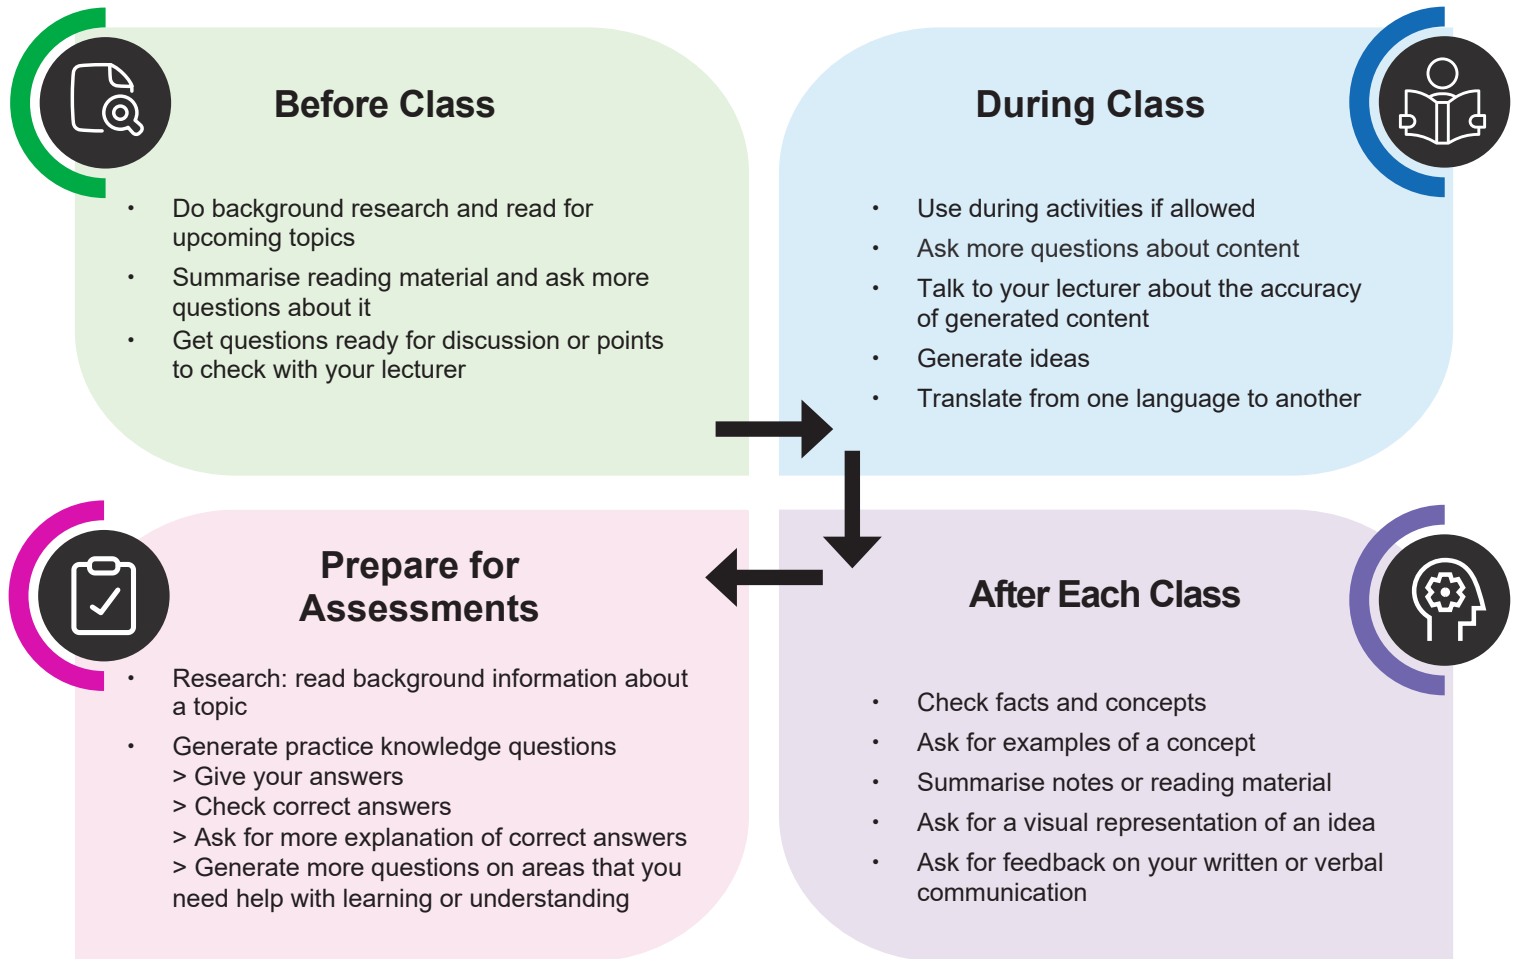 Before Class
• Do background research and read for
upcoming topics
• Summarise reading material and ask more
questions about it
• Get questions ready for discussion or points
to check with your lecturer
During Class
• Use during activities if allowed
• Ask more questions about content
• Talk to your lecturer about the accuracy
of generated content
• Generate ideas
• Translate from one language to another
After Each Class
• Check facts and concepts
• Ask for examples of a concept
• Summarise notes or reading material
• Ask for a visual representation of an idea
• Ask for feedback on your written or verbal
communication
Prepare for
Assessments
• Research: read background information about
a topic
• Generate practice knowledge questions
> Give your answers
> Check correct answers
> Ask for more explanation of correct answers
> Generate more questions on areas that you
need help with learning or understanding